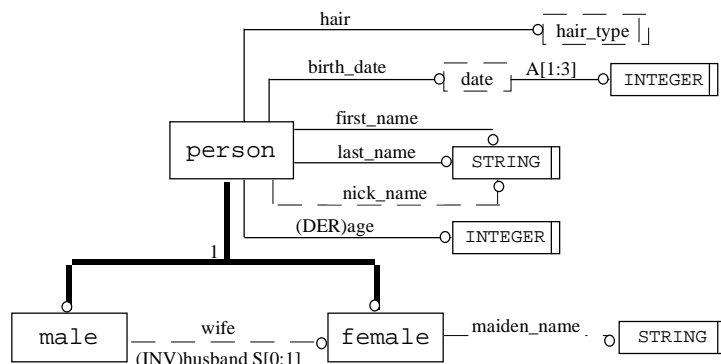 hair
hair_type
birth_date
date
A[1:3]
INTEGER
first_name
person
last_name
STRING
nick_name
(DER)age
INTEGER
1
male
wife
(INV)husband S[0:1]
female
maiden_name
STRING